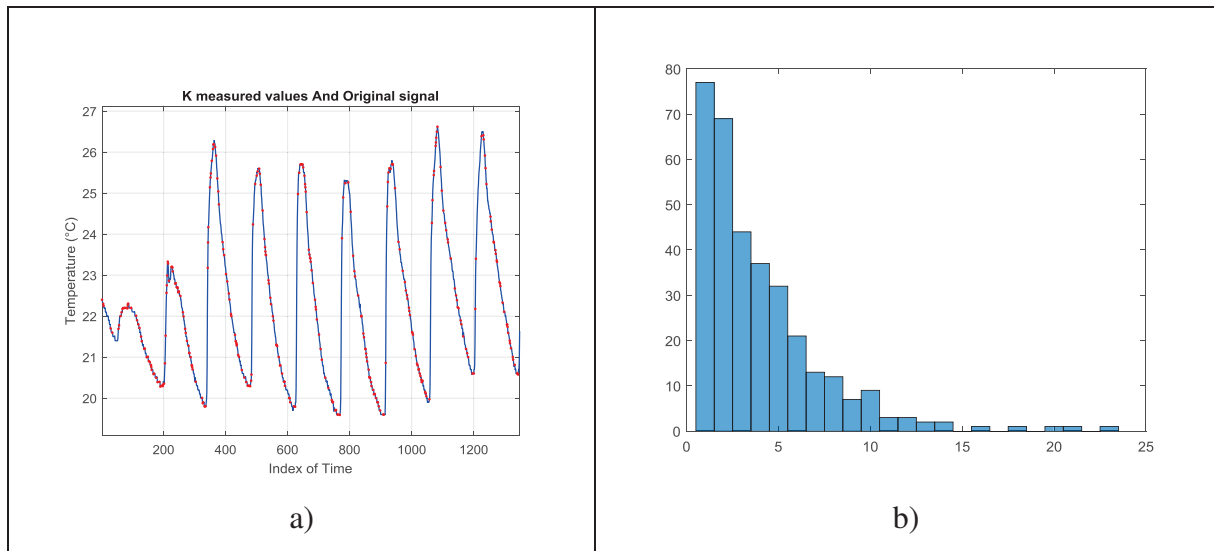 K measured values And Original signal
27
26
25
24
23
22
21
20
Temperature (°C)
200 400 600 800 1000 1200
Index of Time
a)
80
70
60
50
40
30
20
10
0
0 5 10 15 20 25
b)